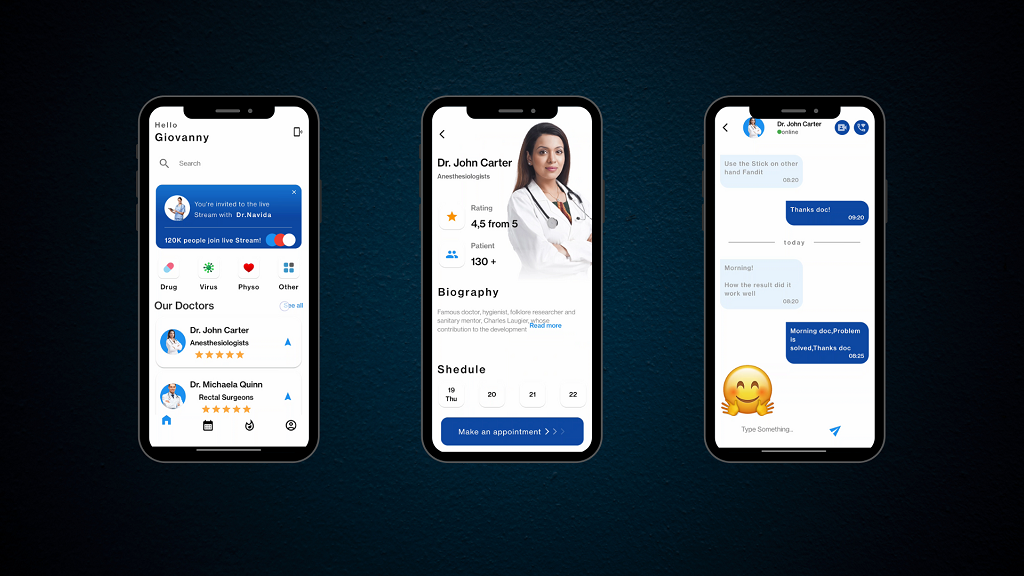 Hello
Giovanny
Search
You're invited to the live
Stream with Dr.Navida
120K people join live Stream!
Drug Virus Physo Other
Our Doctors
See all
Dr. John Carter
Anesthesiologists
Dr. Michaela Quinn
Rectal Surgeons
Dr. John Carter
Anesthesiologists
Rating
4,5 from 5
Patient
130 +
Biography
Famous doctor, hygienist, folklore researcher and
sanitary mentor, Charles Laugier, whose
contribution to the development Read more
Shedule
19 20 21 22
Thu
Make an appointment
Dr. John Carter
online
Use the Stick on other
hand Fandit
08:20
Thanks doc!
09:20
today
Morning!
How the result did it
work well
08:20
Morning doc,Problem
is
solved,Thanks doc
08:25
Type Something..